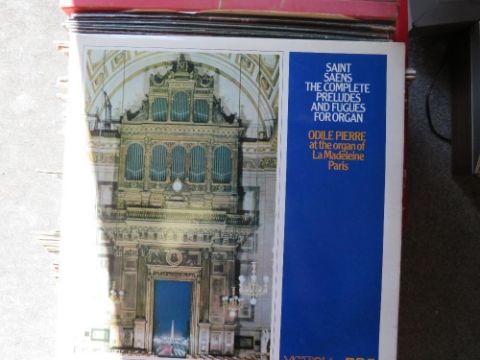 SAINT
SAENS
THE COMPLETE
PRELUDES
AND FUGUES
FOR ORGAN
ODILE PIERRE
at the organ of
La Madeleine
Paris